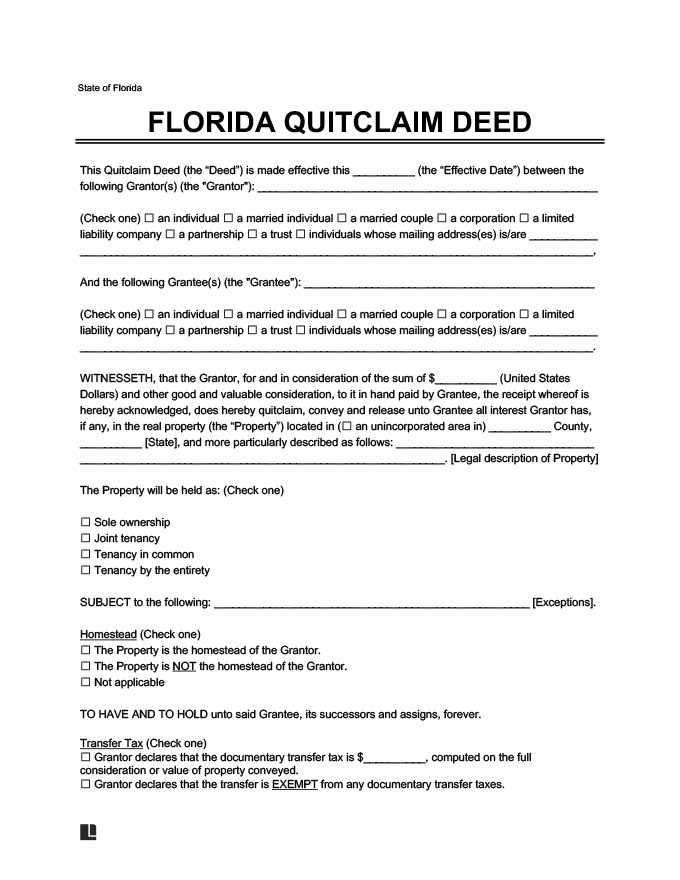 State of Florida
FLORIDA QUITCLAIM DEED
This Quitclaim Deed (the “Deed”) is made effective this __________ (the “Effective Date”) between the
following Grantor(s) (the "Grantor"): _______________________________________________________
(Check one) ☐ an individual ☐ a married individual ☐ a married couple ☐ a corporation ☐ a limited
liability company ☐ a partnership ☐ a trust ☐ individuals whose mailing address(es) is/are ___________
___________________________________________________________________________________,
And the following Grantee(s) (the "Grantee"): _______________________________________________
(Check one) ☐ an individual ☐ a married individual ☐ a married couple ☐ a corporation ☐ a limited
liability company ☐ a partnership ☐ a trust ☐ individuals whose mailing address(es) is/are ___________
___________________________________________________________________________________.
WITNESSETH, that the Grantor, for and in consideration of the sum of $__________ (United States
Dollars) and other good and valuable consideration, to it in hand paid by Grantee, the receipt whereof is
hereby acknowledged, does hereby quitclaim, convey and release unto Grantee all interest Grantor has,
if any, in the real property (the “Property”) located in (☐ an unincorporated area in) __________ County,
__________ [State], and more particularly described as follows: ________________________________
___________________________________________________________. [Legal description of Property]
The Property will be held as: (Check one)
☐ Sole ownership
☐ Joint tenancy
☐ Tenancy in common
☐ Tenancy by the entirety
SUBJECT to the following: ___________________________________________________ [Exceptions].
Homestead (Check one)
☐ The Property is the homestead of the Grantor.
☐ The Property is NOT the homestead of the Grantor.
☐ Not applicable
TO HAVE AND TO HOLD unto said Grantee, its successors and assigns, forever.
Transfer Tax (Check one)
☐ Grantor declares that the documentary transfer tax is $__________, computed on the full
consideration or value of property conveyed.
☐ Grantor declares that the transfer is EXEMPT from any documentary transfer taxes.